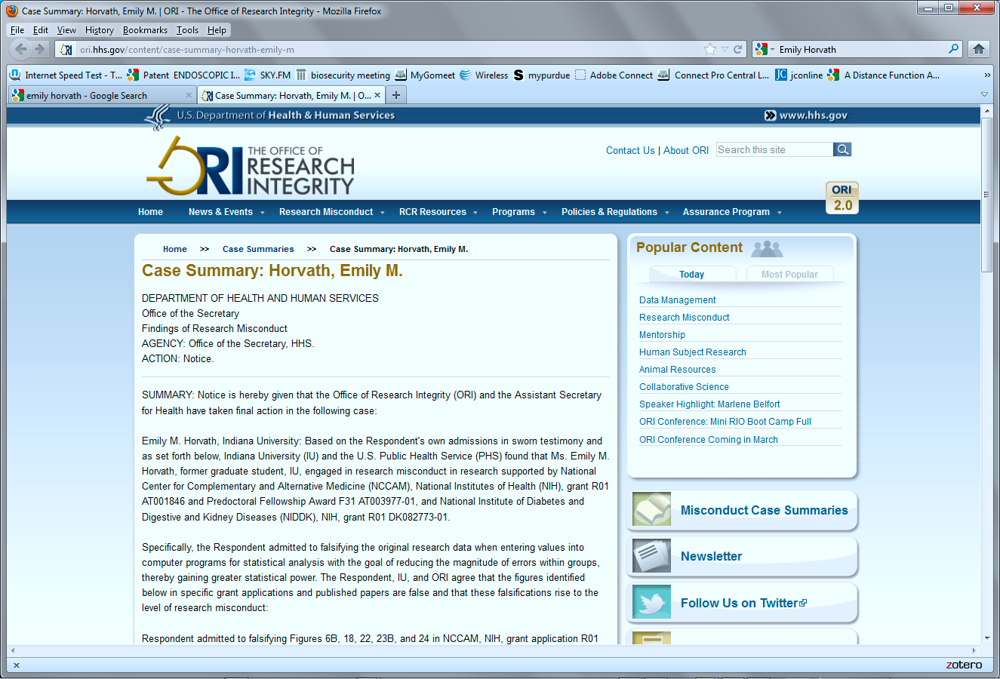 Case Summary: Horvath, Emily M. | ORI - The Office of Research Integrity - Mozilla Firefox
File Edit View History Bookmarks Tools Help
ori.hhs.gov/content/case-summary-horvath-emily-m
Emily Horvath
Internet Speed Test - T... Patent ENDOSCOPIC I... SKY.FM biosecurity meeting MyGomeet Wireless mypurdue Adobe Connect Connect Pro Central L... jconline A Distance Function A...
emily horvath - Google Search
Case Summary: Horvath, Emily M. | O...
U.S. Department of Health & Human Services
www.hhs.gov
ORI THE OFFICE OF
RESEARCH
INTEGRITY
Contact Us | About ORI
Search this site
ORI
2.0
Home News & Events Research Misconduct RCR Resources Programs Policies & Regulations Assurance Program
Home >> Case Summaries >> Case Summary: Horvath, Emily M.
Case Summary: Horvath, Emily M.
DEPARTMENT OF HEALTH AND HUMAN SERVICES
Office of the Secretary
Findings of Research Misconduct
AGENCY: Office of the Secretary, HHS.
ACTION: Notice.
SUMMARY: Notice is hereby given that the Office of Research Integrity (ORI) and the Assistant Secretary
for Health have taken final action in the following case:
Emily M. Horvath, Indiana University: Based on the Respondent's own admissions in sworn testimony and
as set forth below, Indiana University (IU) and the U.S. Public Health Service (PHS) found that Ms. Emily M.
Horvath, former graduate student, IU, engaged in research misconduct in research supported by National
Center for Complementary and Alternative Medicine (NCCAM), National Institutes of Health (NIH), grant R01
AT001846 and Predoctoral Fellowship Award F31 AT003977-01, and National Institute of Diabetes and
Digestive and Kidney Diseases (NIDDK), NIH, grant R01 DK082773-01.
Specifically, the Respondent admitted to falsifying the original research data when entering values into
computer programs for statistical analysis with the goal of reducing the magnitude of errors within groups,
thereby gaining greater statistical power. The Respondent, IU, and ORI agree that the figures identified
below in specific grant applications and published papers are false and that these falsifications rise to the
level of research misconduct:
Respondent admitted to falsifying Figures 6B, 18, 22, 23B, and 24 in NCCAM, NIH, grant application R01
Popular Content
Today
Most Popular
Data Management
Research Misconduct
Mentorship
Human Subject Research
Animal Resources
Collaborative Science
Speaker Highlight: Marlene Belfort
ORI Conference: Mini RIO Boot Camp Full
ORI Conference Coming in March
Misconduct Case Summaries
Newsletter
Follow Us on Twitter
x
zotero